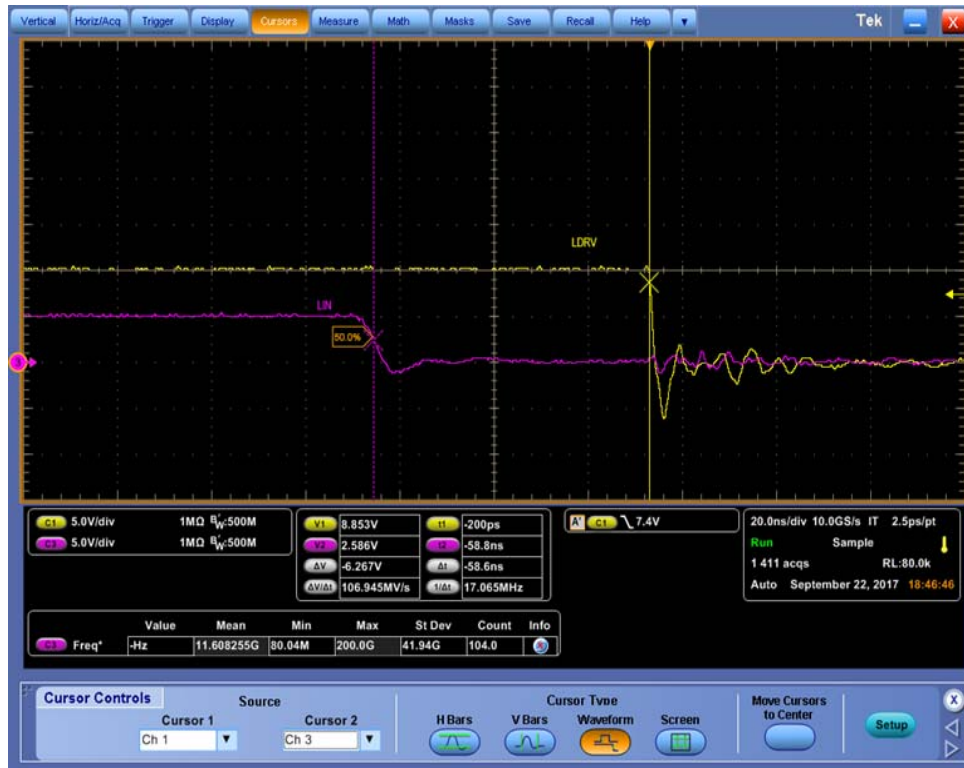 Vertical Horiz/Acq Trigger Display Cursors Measure Math Masks Save Recall Help Tek X
LDRV
LIN
50.0%
3
C1 5.0V/div 1MΩ BW:500M
C3 5.0V/div 1MΩ BW:500M
V1 8.853V t1 -200ps
V2 2.586V t2 -58.8ns
ΔV -6.267V Δt -58.6ns
ΔV/Δt 106.945MV/s 1/Δt 17.065MHz
A' C1 7.4V
20.0ns/div 10.0GS/s IT 2.5ps/pt
Run Sample
1 411 acqs RL:80.0k
Auto September 22, 2017 18:46:46
Value Mean Min Max St Dev Count Info
C3 Freq* -Hz 11.608255G 80.04M 200.0G 41.94G 104.0
Cursor Controls Source Cursor Type Move Cursors
to Center
Cursor 1 Cursor 2 H Bars V Bars Waveform Screen
Ch 1 Ch 3
Setup
X